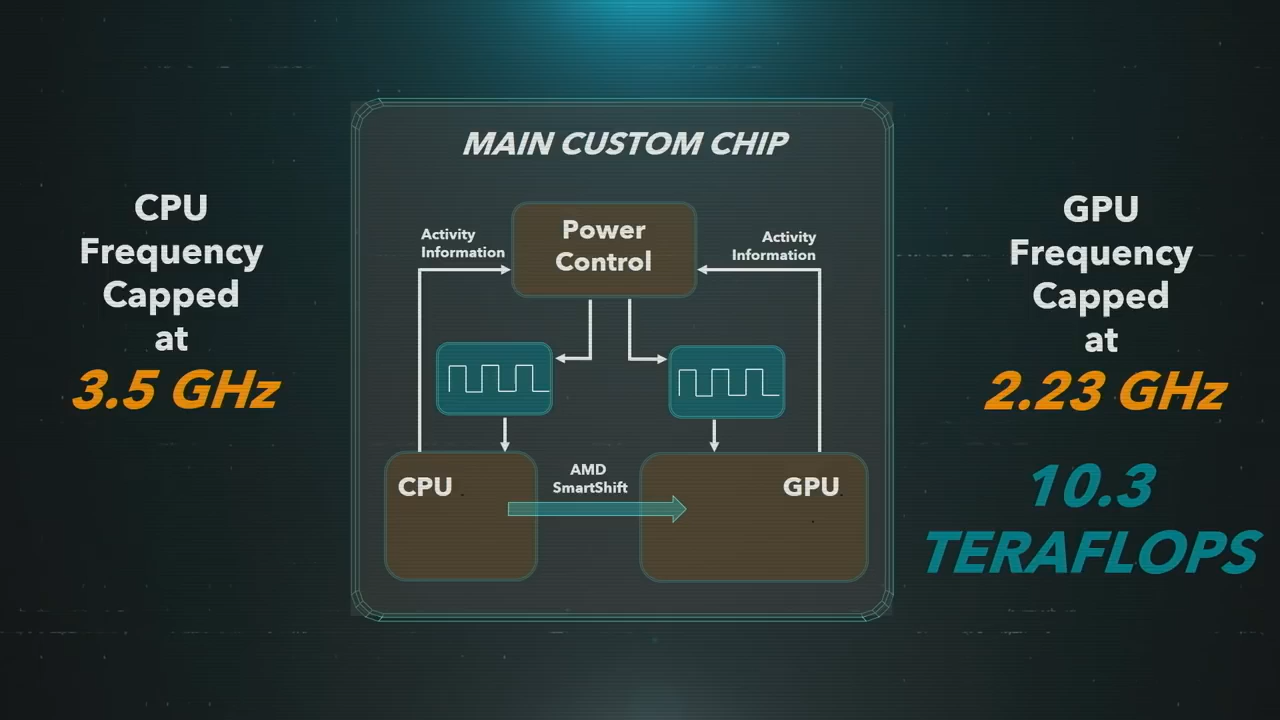 MAIN CUSTOM CHIP
CPU
Frequency
Capped
at
3.5 GHz
Activity
Information
Power
Control
Activity
Information
CPU
AMD
SmartShift
GPU
GPU
Frequency
Capped
at
2.23 GHz
10.3
TERAFLOPS